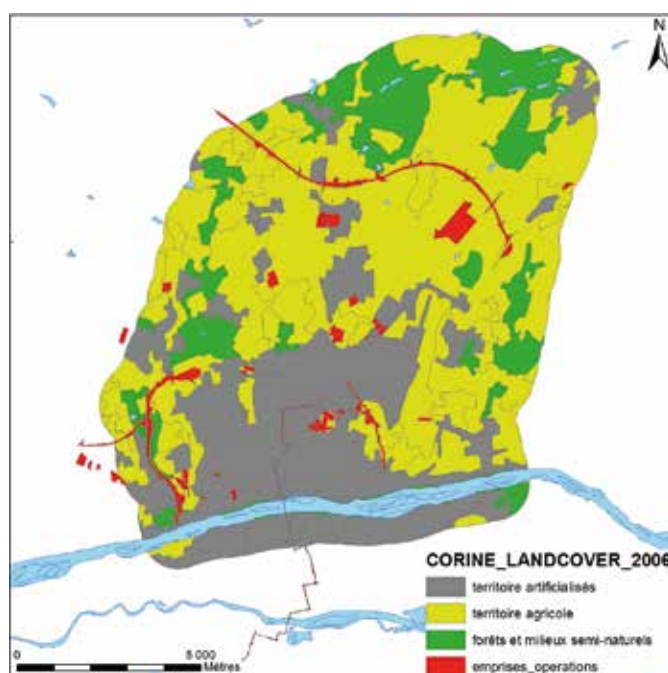 N
CORINE_LANDCOVER_2006
territoire artificialisés
territoire agricole
forêts et milieux semi-naturels
emprises_operations
0 5 000
Mètres